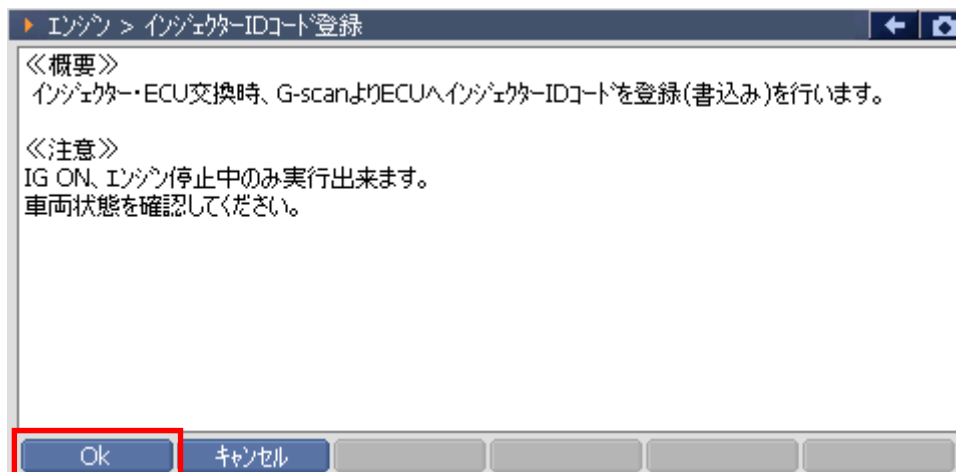 エンジン > インジェクターIDコード登録
≪概要≫
インジェクター・ECU交換時、G-scanよりECUへインジェクターIDコードを登録(書込み)を行います。
≪注意≫
IG ON、エンジン停止中のみ実行出来ます。
車両状態を確認してください。
Ok
キャンセル